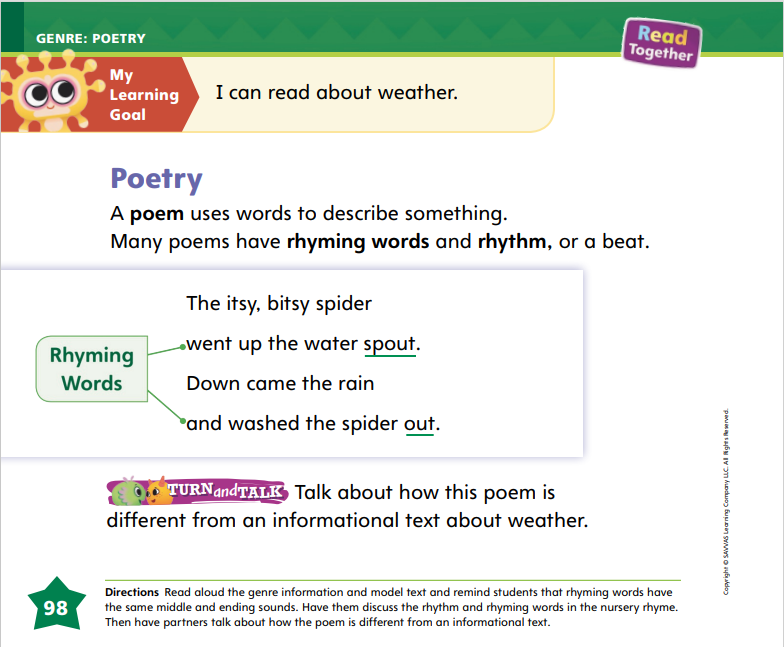 GENRE: POETRY
Read
Together
My
Learning
Goal
I can read about weather.
Poetry
A poem uses words to describe something.
Many poems have rhyming words and rhythm, or a beat.
The itsy, bitsy spider
went up the water spout.
Rhyming
Words
Down came the rain
and washed the spider out.
TURN and TALK Talk about how this poem is
different from an informational text about weather.
Copyright © SAVVAS Learning Company LLC. All Rights Reserved.
98
Directions Read aloud the genre information and model text and remind students that rhyming words have
the same middle and ending sounds. Have them discuss the rhythm and rhyming words in the nursery rhyme.
Then have partners talk about how the poem is different from an informational text.